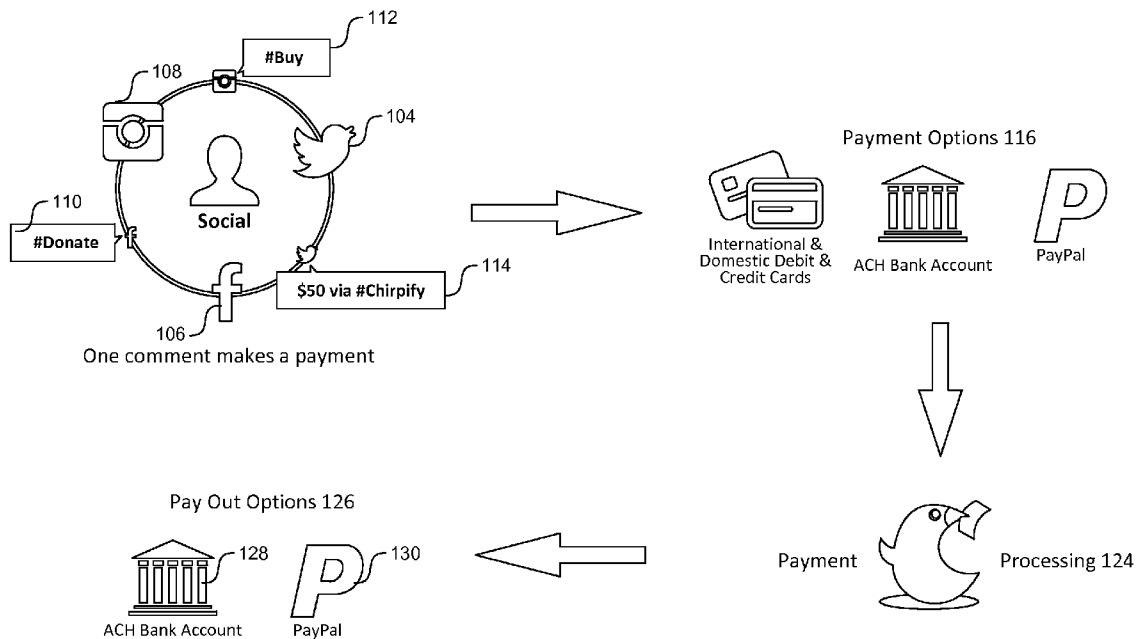 112
#Buy
108
104
Social
110
#Donate
114
$50 via #Chirpify
106
One comment makes a payment
Payment Options 116
International &
Domestic Debit &
Credit Cards
ACH Bank Account
PayPal
Payment
Processing 124
Pay Out Options 126
128
130
ACH Bank Account
PayPal